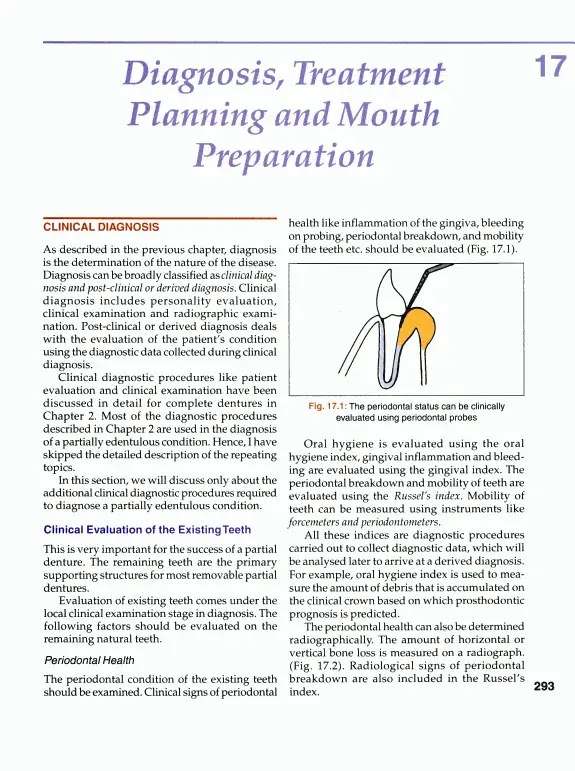 17
Diagnosis, Treatment
Planning and Mouth
Preparation
CLINICAL DIAGNOSIS
As described in the previous chapter, diagnosis
is the determination of the nature of the disease.
Diagnosis can be broadly classified as clinical diag-
nosis and post-clinical or derived diagnosis. Clinical
diagnosis includes personality evaluation,
clinical examination and radiographic exami-
nation. Post-clinical or derived diagnosis deals
with the evaluation of the patient's condition
using the diagnostic data collected during clinical
diagnosis.
Clinical diagnostic procedures like patient
evaluation and clinical examination have been
discussed in detail for complete dentures in
Chapter 2. Most of the diagnostic procedures
described in Chapter 2 are used in the diagnosis
of a partially edentulous condition. Hence, I have
skipped the detailed description of the repeating
topics.
In this section, we will discuss only about the
additional clinical diagnostic procedures required
to diagnose a partially edentulous condition.
Clinical Evaluation of the Existing Teeth
This is very important for the success of a partial
denture. The remaining teeth are the primary
supporting structures for most removable partial
dentures.
Evaluation of existing teeth comes under the
local clinical examination stage in diagnosis. The
following factors should be evaluated on the
remaining natural teeth.
Periodontal Health
The periodontal condition of the existing teeth
should be examined. Clinical signs of periodontal
health like inflammation of the gingiva, bleeding
on probing, periodontal breakdown, and mobility
of the teeth etc. should be evaluated (Fig. 17.1).
Fig. 17.1: The periodontal status can be clinically
evaluated using periodontal probes
Oral hygiene is evaluated using the oral
hygiene index, gingival inflammation and bleed-
ing are evaluated using the gingival index. The
periodontal breakdown and mobility of teeth are
evaluated using the Russel's index. Mobility of
teeth can be measured using instruments like
forcemeters and periodontometers.
All these indices are diagnostic procedures
carried out to collect diagnostic data, which will
be analysed later to arrive at a derived diagnosis.
For example, oral hygiene index is used to mea-
sure the amount of debris that is accumulated on
the clinical crown based on which prosthodontic
prognosis is predicted.
The periodontal health can also be determined
radiographically. The amount of horizontal or
vertical bone loss is measured on a radiograph.
(Fig. 17.2). Radiological signs of periodontal
breakdown are also included in the Russel's
index.
293